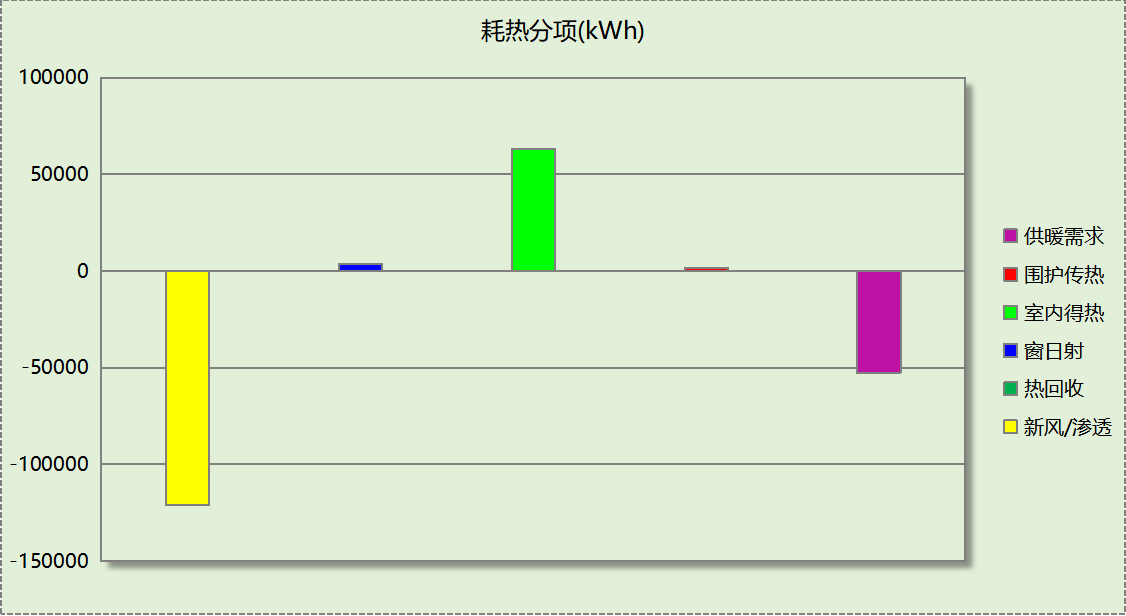 耗热分项(kWh)
100000
50000
0
-50000
-100000
-150000
供暖需求
围护传热
室内得热
窗日射
热回收
新风/渗透